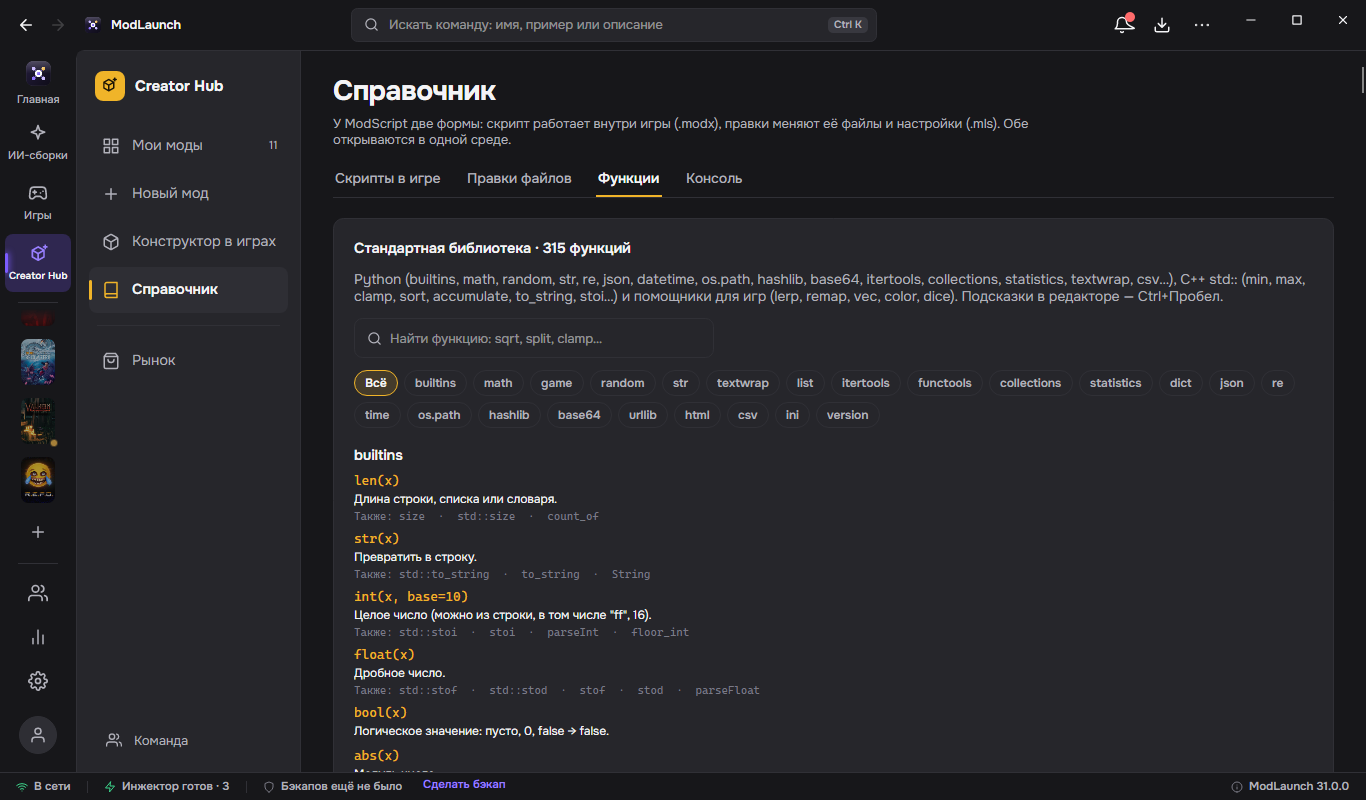 ModLaunch
Искать команду: имя, пример или описание
Ctrl K
Главная
ИИ-сборки
Игры
Creator Hub
Creator Hub
Мои моды
11
Новый мод
Конструктор в играх
Справочник
Рынок
Команда
Справочник
У ModScript две формы: скрипт работает внутри игры (.modx), правки меняют её файлы и настройки (.mls). Обе
открываются в одной среде.
Скрипты в игре
Правки файлов
Функции
Консоль
Стандартная библиотека · 315 функций
Python (builtins, math, random, str, re, json, datetime, os.path, hashlib, base64, itertools, collections, statistics, textwrap, csv…), C++ std:: (min, max,
clamp, sort, accumulate, to_string, stoi…) и помощники для игр (lerp, remap, vec, color, dice). Подсказки в редакторе — Ctrl+Пробел.
Найти функцию: sqrt, split, clamp…
Всё builtins math game random str textwrap list itertools functools collections statistics dict json re
time os.path hashlib base64 urllib html csv ini version
builtins
len(x)
Длина строки, списка или словаря.
Также: size · std::size · count_of
str(x)
Превратить в строку.
Также: std::to_string · to_string · String
int(x, base=10)
Целое число (можно из строки, в том числе "ff", 16).
Также: std::stoi · stoi · parseInt · floor_int
float(x)
Дробное число.
Также: std::stof · std::stod · stof · stod · parseFloat
bool(x)
Логическое значение: пусто, 0, false → false.
abs(x)
В сети
Инжектор готов · 3
Бэкапов ещё не было
Сделать бэкап
ModLaunch 31.0.0